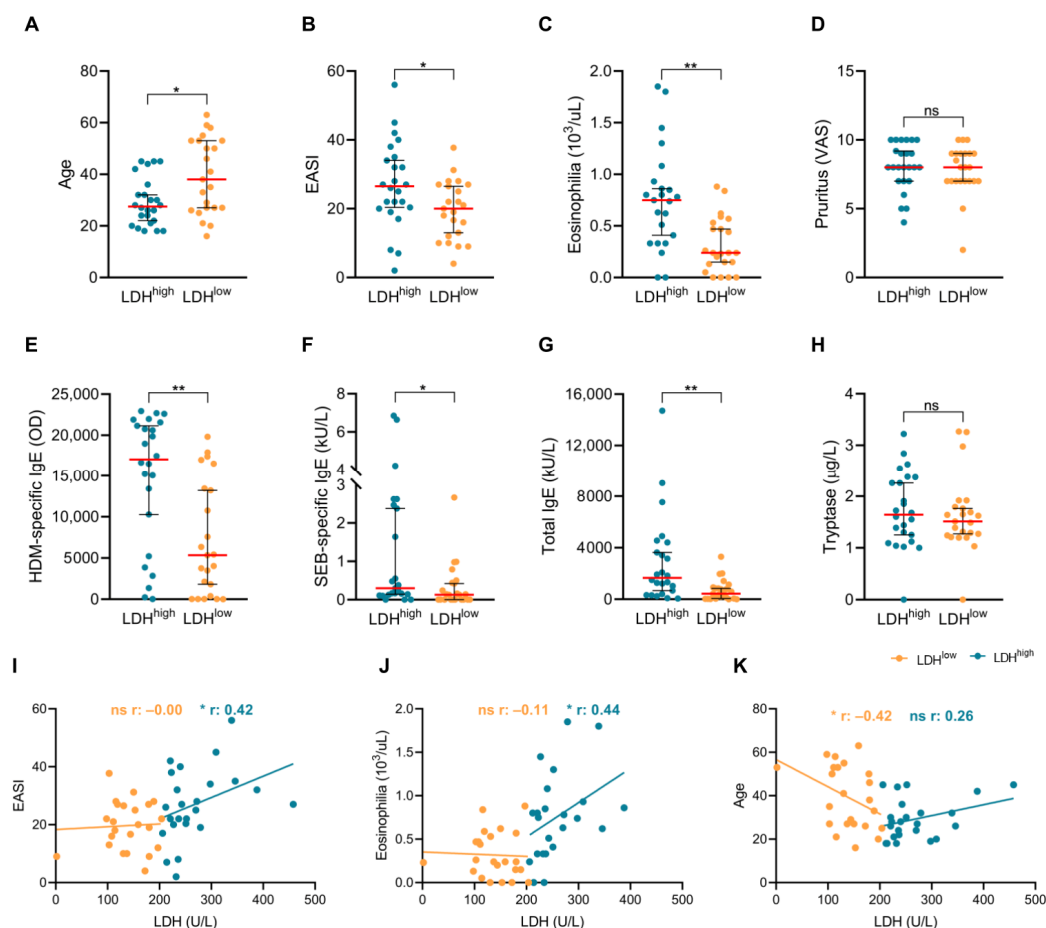 A
B
C
D
Age
80
60
40
20
0
*
LDHhigh
LDHlow
EASI
60
40
20
0
*
LDHhigh
LDHlow
Eosinophilia (10³/uL)
2.0
1.5
1.0
0.5
0.0
**
LDHhigh
LDHlow
Pruritus (VAS)
15
10
5
0
ns
LDHhigh
LDHlow
E
F
G
H
HDM-specific IgE (OD)
25,000
20,000
15,000
10,000
5000
0
**
LDHhigh
LDHlow
SEB-specific IgE (kU/L)
8
6
4
3
2
1
0
*
LDHhigh
LDHlow
Total IgE (kU/L)
16,000
12,000
8000
4000
0
**
LDHhigh
LDHlow
Tryptase (µg/L)
4
3
2
1
0
ns
LDHhigh
LDHlow
LDHlow
LDHhigh
I
J
K
ns r: –0.00
* r: 0.42
EASI
60
40
20
0
0
100
200
300
400
500
LDH (U/L)
ns r: –0.11
* r: 0.44
Eosinophilia (10³/uL)
2.0
1.5
1.0
0.5
0.0
0
100
200
300
400
500
LDH (U/L)
* r: –0.42
ns r: 0.26
Age
80
60
40
20
0
0
100
200
300
400
500
LDH (U/L)